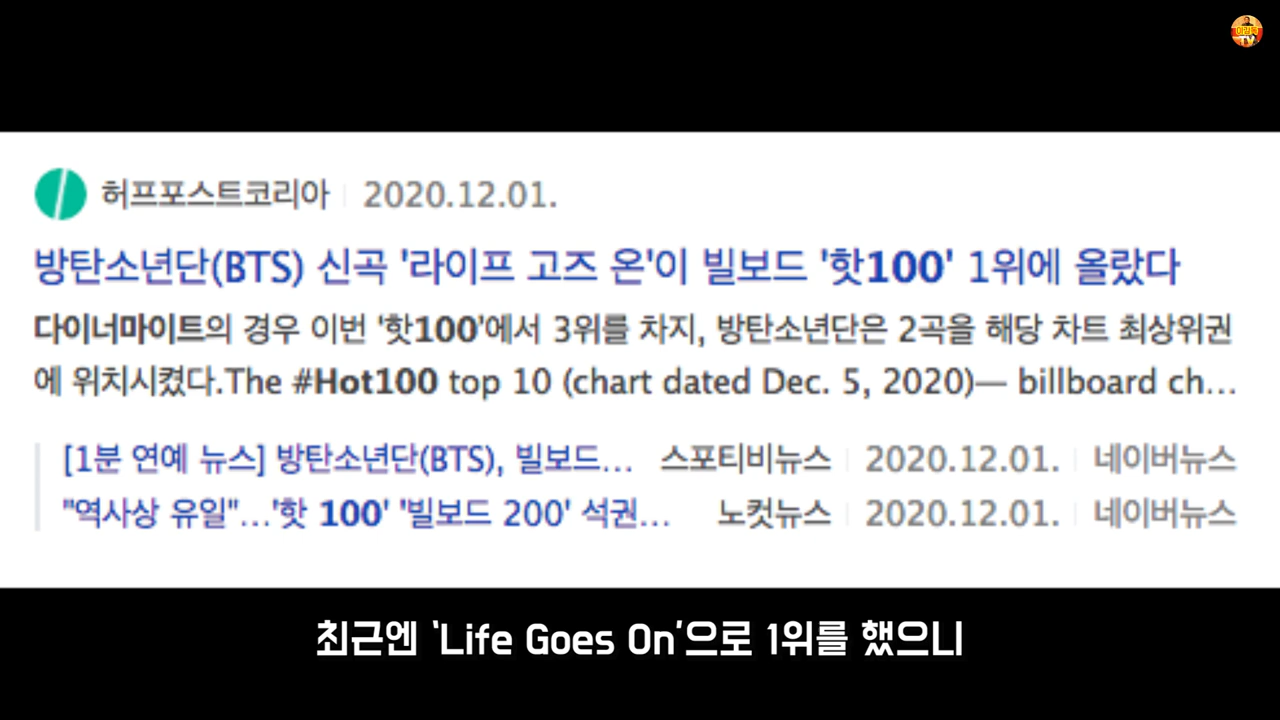 허프포스트코리아 2020.12.01.
방탄소년단(BTS) 신곡 '라이프 고즈 온'이 빌보드 '핫100' 1위에 올랐다
다이너마이트의 경우 이번 '핫100'에서 3위를 차지, 방탄소년단은 2곡을 해당 차트 최상위권
에 위치시켰다.The #Hot100 top 10 (chart dated Dec. 5, 2020)— billboard ch...
[1분 연예 뉴스] 방탄소년단(BTS), 빌보드... 스포티비뉴스 2020.12.01. 네이버뉴스
"역사상 유일"...'핫 100' '빌보드 200' 석권... 노컷뉴스 2020.12.01. 네이버뉴스
최근엔 ‘Life Goes On’으로 1위를 했으니